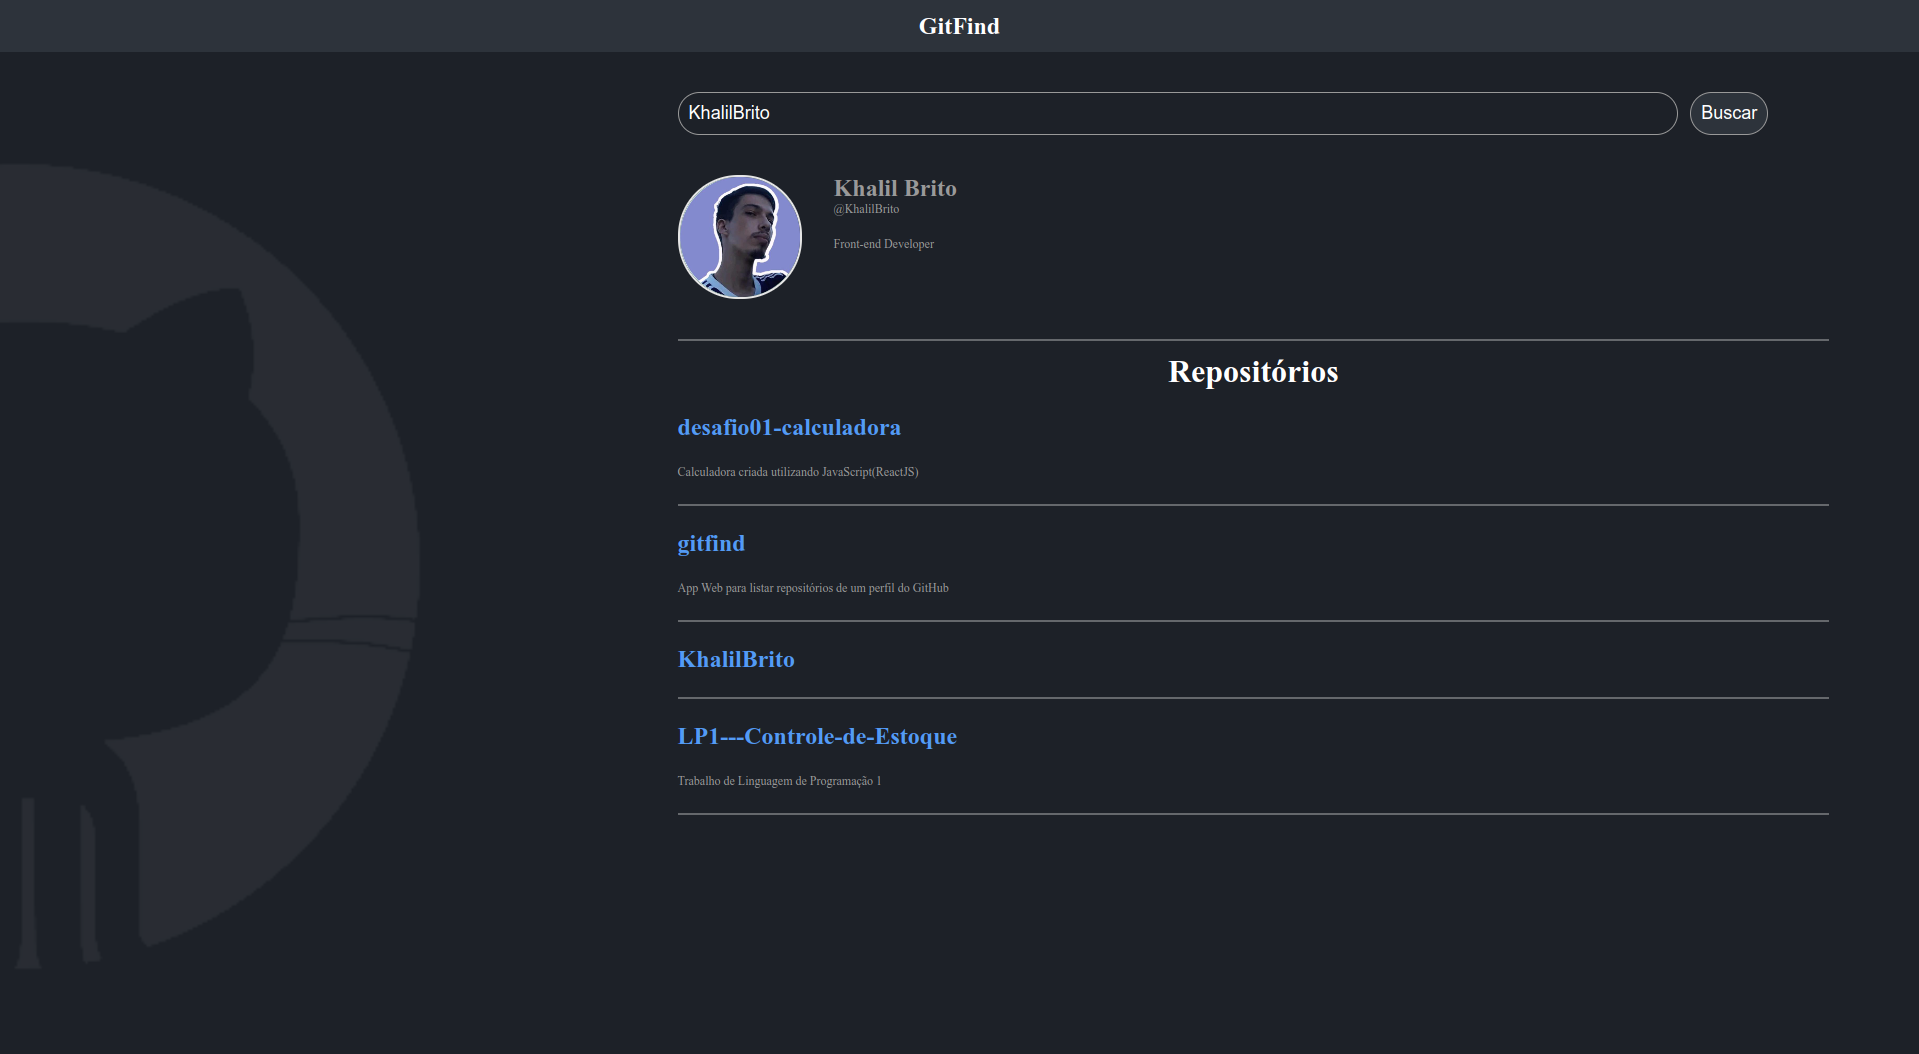 GitFind
KhalilBrito
Buscar
Khalil Brito
@KhalilBrito
Front-end Developer
Repositórios
desafio01-calculadora
Calculadora criada utilizando JavaScript(ReactJS)
gitfind
App Web para listar repositórios de um perfil do GitHub
KhalilBrito
LP1---Controle-de-Estoque
Trabalho de Linguagem de Programação 1